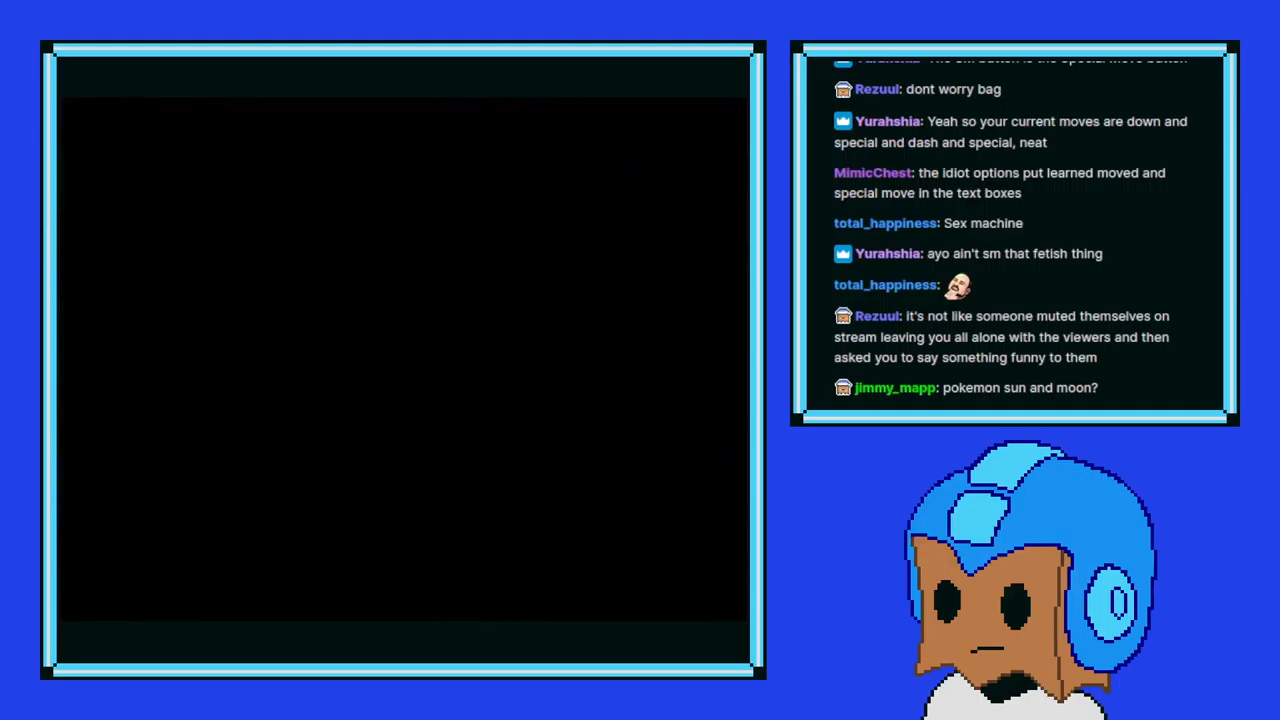 Rezuul: dont worry bag
Yurahshia: Yeah so your current moves are down and
special and dash and special, neat
MimicChest: the idiot options put learned moved and
special move in the text boxes
total_happiness: Sex machine
Yurahshia: ayo ain't sm that fetish thing
total_happiness:
Rezuul: it's not like someone muted themselves on
stream leaving you all alone with the viewers and then
asked you to say something funny to them
jimmy_mapp: pokemon sun and moon?